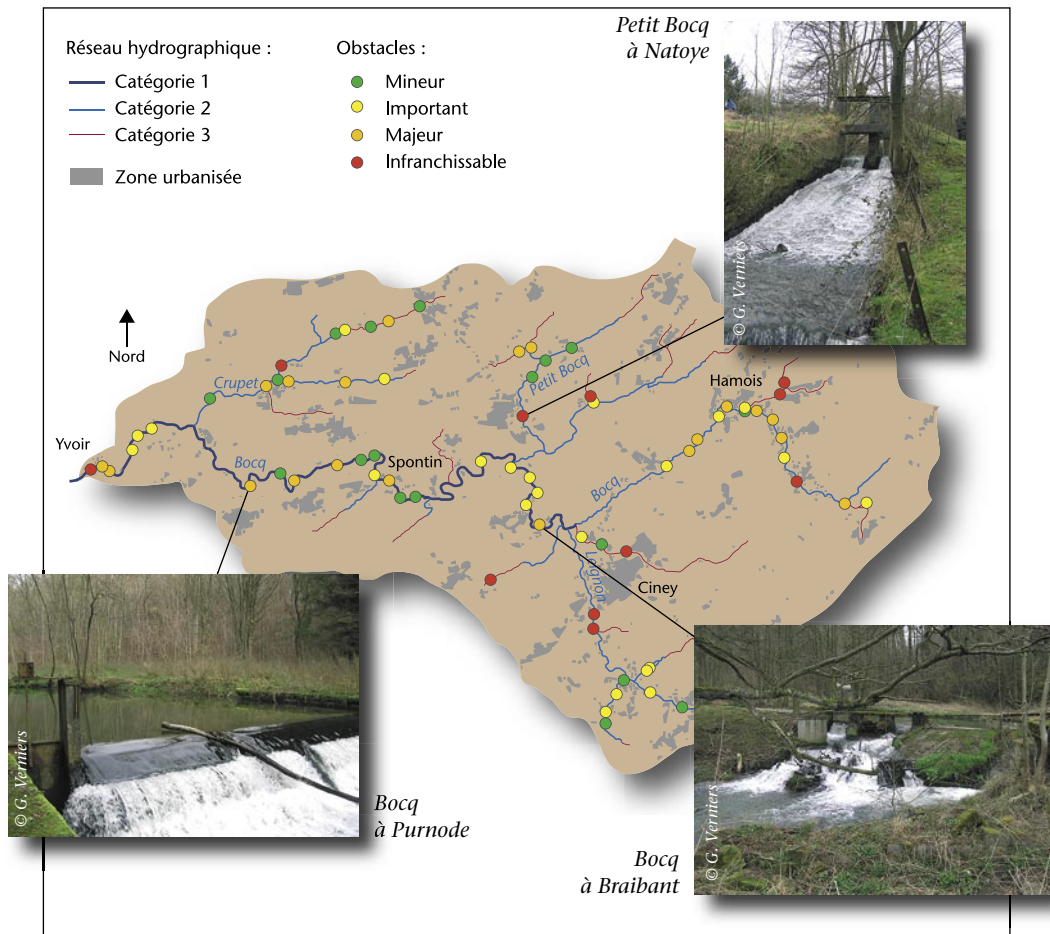 Petit Bocq
à Natoye
Réseau hydrographique :
Catégorie 1
Catégorie 2
Catégorie 3
Zone urbanisée
Obstacles :
Mineur
Important
Majeur
Infranchissable
© G. Verniers
Nord
Crupet
Petit Bocq
Hamois
Yvoir
Bocq
Spontin
Bocq
Leignon
Ciney
© G. Verniers
Bocq
à Purnode
© G. Verniers
Bocq
à Braibant